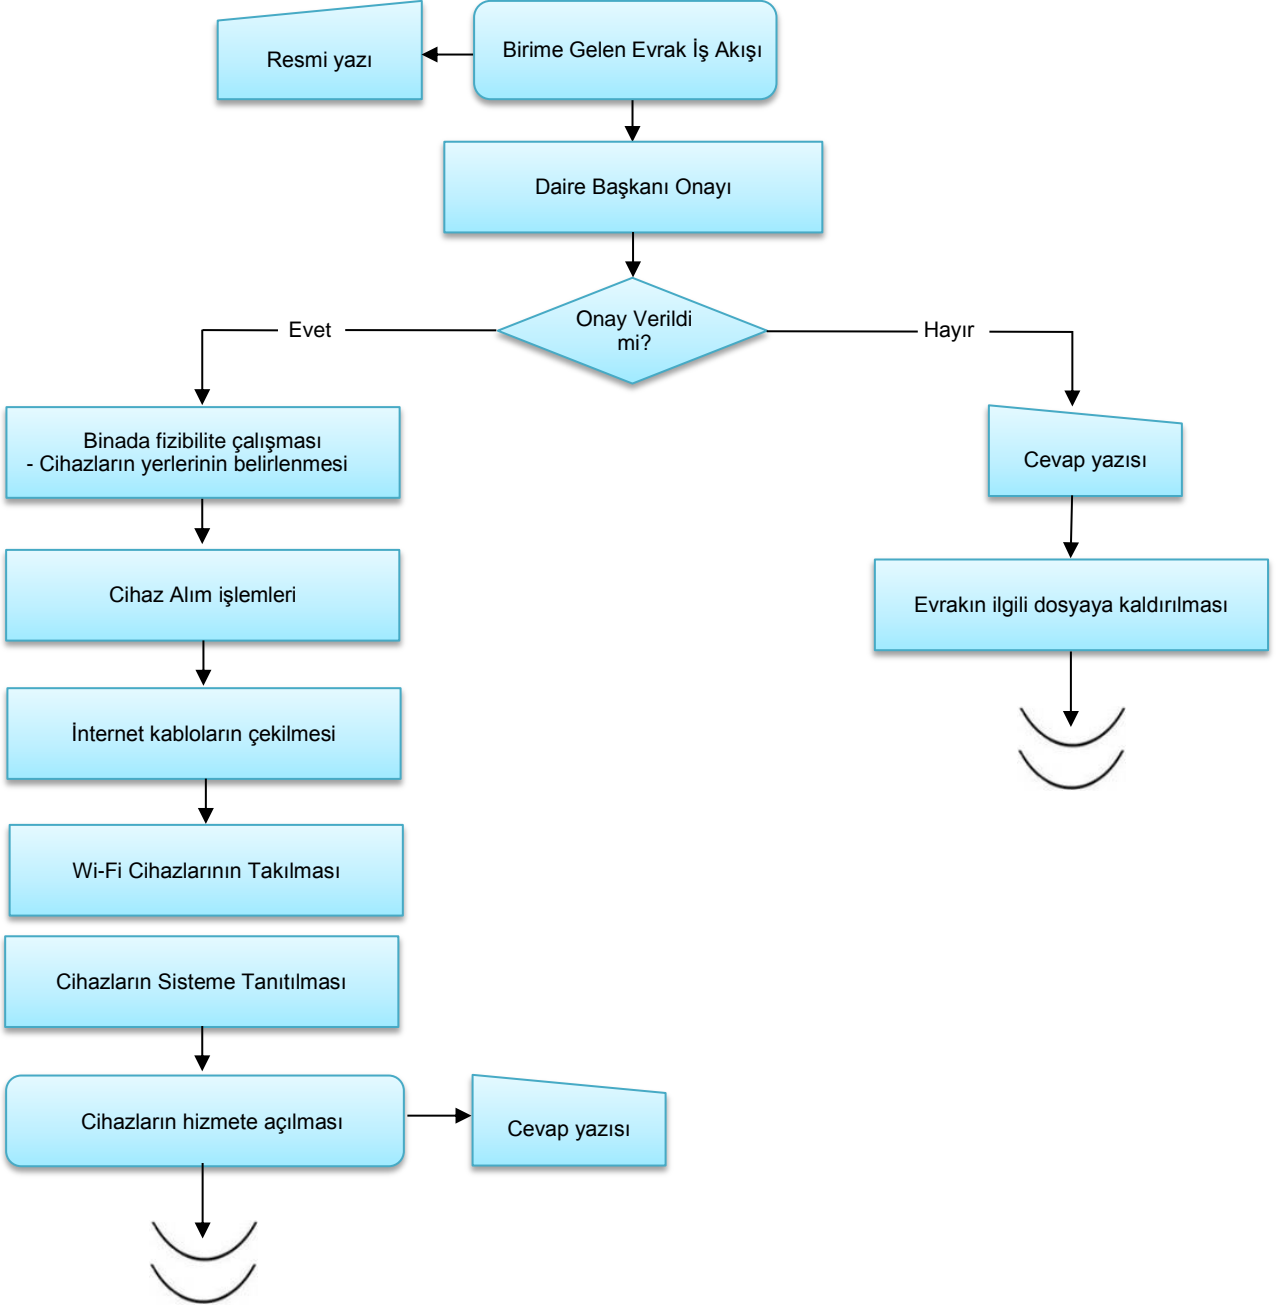 Resmi yazı
Birime Gelen Evrak İş Akışı
Daire Başkanı Onayı
Onay Verildi
mi?
Evet
Hayır
Binada fizibilite çalışması
- Cihazların yerlerinin belirlenmesi
Cevap yazısı
Cihaz Alım işlemleri
Evrakın ilgili dosyaya kaldırılması
İnternet kabloların çekilmesi
Wi-Fi Cihazlarının Takılması
Cihazların Sisteme Tanıtılması
Cihazların hizmete açılması
Cevap yazısı